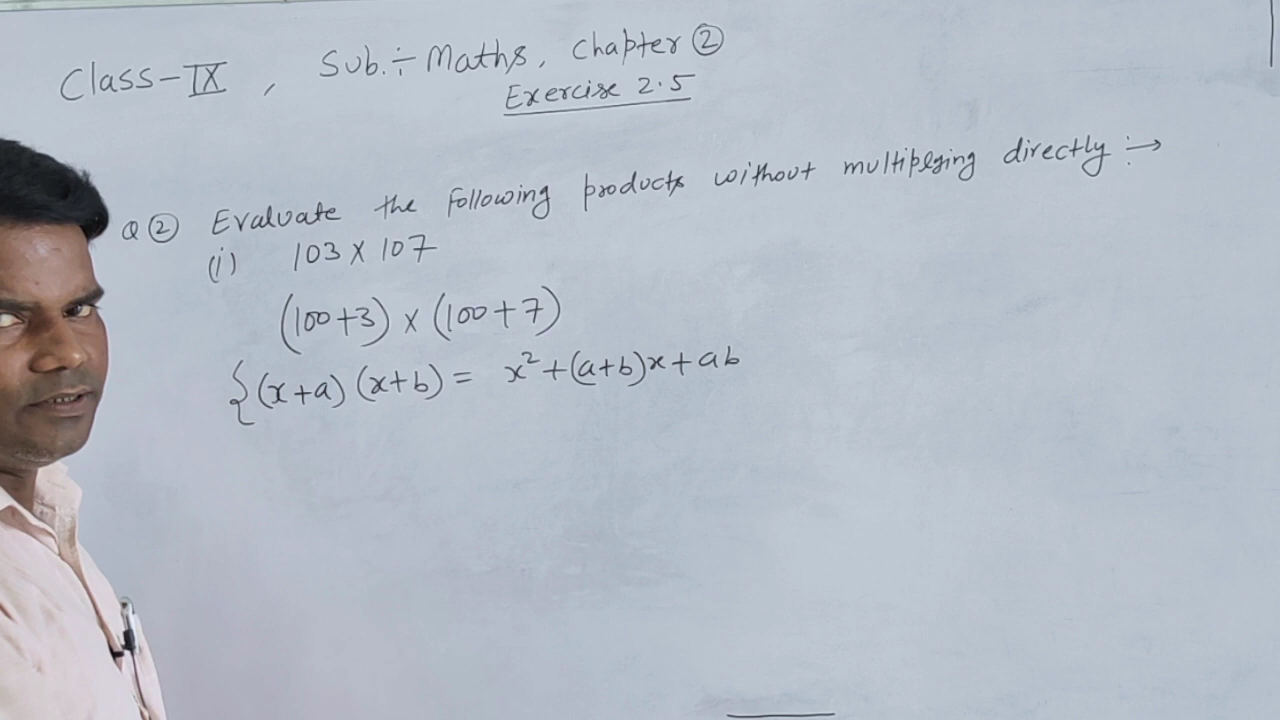 Class-IX, Sub.÷ Maths, Chapter ②
Exercise 2.5
Q② Evaluate the following products without multiplying directly :→
(i) 103 X 107
(100+3) x (100+7)
{(x+a) (x+b) = x²+(a+b)x+ab